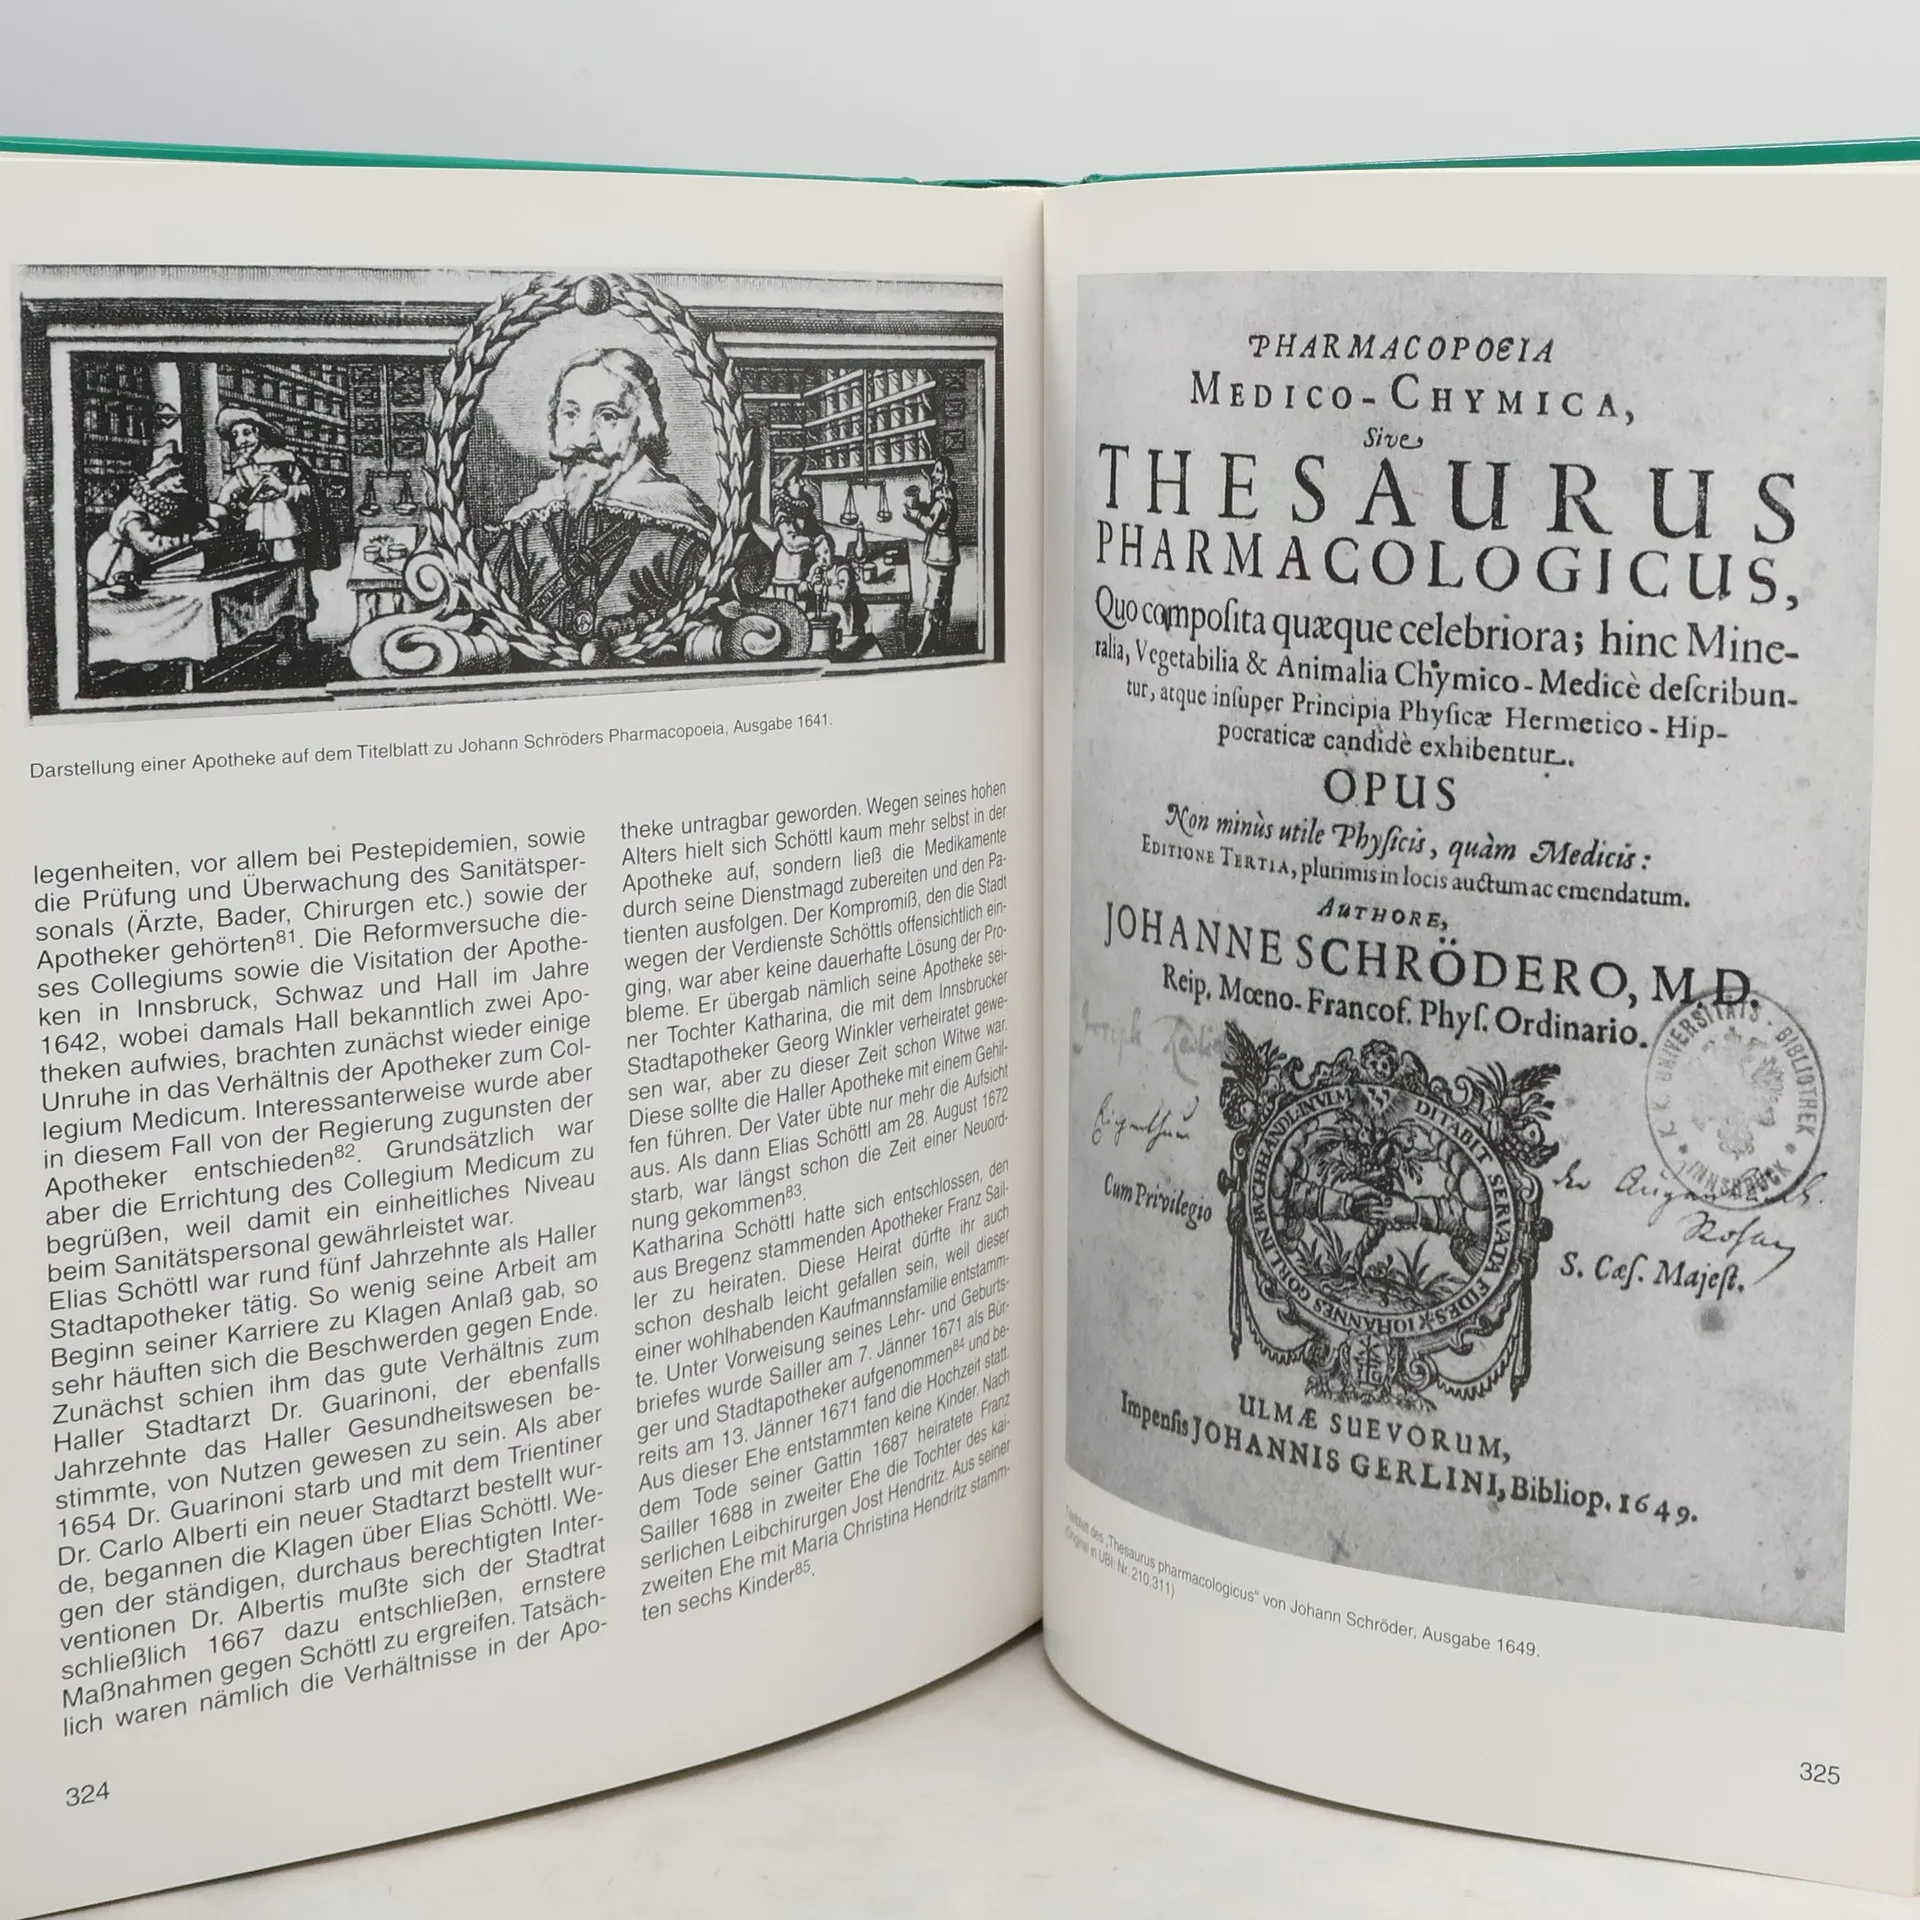 Darstellung einer Apotheke auf dem Titelblatt zu Johann Schröders Pharmacopoeia, Ausgabe 1641.
legenheiten, vor allem bei Pestepidemien, sowie
die Prüfung und Überwachung des Sanitätsper-
sonals (Ärzte, Bader, Chirurgen etc.) sowie der
Apotheker gehörten81. Die Reformversuche die-
ses Collegiums sowie die Visitation der Apothe-
ken in Innsbruck, Schwaz und Hall im Jahre
1642, wobei damals Hall bekanntlich zwei Apo-
theken aufwies, brachten zunächst wieder einige
Unruhe in das Verhältnis der Apotheker zum Col-
legium Medicum. Interessanterweise wurde aber
in diesem Fall von der Regierung zugunsten der
Apotheker entschieden82. Grundsätzlich war
aber die Errichtung des Collegium Medicum zu
begrüßen, weil damit ein einheitliches Niveau
beim Sanitätspersonal gewährleistet war.
Elias Schöttl war rund fünf Jahrzehnte als Haller
Stadtapotheker tätig. So wenig seine Arbeit am
Beginn seiner Karriere zu Klagen Anlaß gab, so
sehr häuften sich die Beschwerden gegen Ende.
Zunächst schien ihm das gute Verhältnis zum
Haller Stadtarzt Dr. Guarinoni, der ebenfalls
Jahrzehnte das Haller Gesundheitswesen be-
stimmte, von Nutzen gewesen zu sein. Als aber
1654 Dr. Guarinoni starb und mit dem Trientiner
Dr. Carlo Alberti ein neuer Stadtarzt bestellt wur-
de, begannen die Klagen über Elias Schöttl. We-
gen der ständigen, durchaus berechtigten Inter-
ventionen Dr. Albertis mußte sich der Stadtrat
schließlich 1667 dazu entschließen, ernstere
Maßnahmen gegen Schöttl zu ergreifen. Tatsäch-
lich waren nämlich die Verhältnisse in der Apo-
theke untragbar geworden. Wegen seines hohen
Alters hielt sich Schöttl kaum mehr selbst in der
Apotheke auf, sondern ließ die Medikamente
durch seine Dienstmagd zubereiten und den Pa-
tienten ausfolgen. Der Kompromiß, den die Stadt
wegen der Verdienste Schöttls offensichtlich ein-
ging, war aber keine dauerhafte Lösung der Pro-
bleme. Er übergab nämlich seine Apotheke sei-
ner Tochter Katharina, die mit dem Innsbrucker
Stadtapotheker Georg Winkler verheiratet gewe-
sen war, aber zu dieser Zeit schon Witwe war.
Diese sollte die Haller Apotheke mit einem Gehil-
fen führen. Der Vater übte nur mehr die Aufsicht
aus. Als dann Elias Schöttl am 28. August 1672
starb, war längst schon die Zeit einer Neuord-
nung gekommen83.
Katharina Schöttl hatte sich entschlossen, den
aus Bregenz stammenden Apotheker Franz Sail-
ler zu heiraten. Diese Heirat dürfte ihr auch
schon deshalb leicht gefallen sein, weil dieser
einer wohlhabenden Kaufmannsfamilie entstamm-
te. Unter Vorweisung seines Lehr- und Geburts-
briefes wurde Sailler am 7. Jänner 1671 als Bür-
ger und Stadtapotheker aufgenommen84 und be-
reits am 13. Jänner 1671 fand die Hochzeit statt.
Aus dieser Ehe entstammten keine Kinder. Nach
dem Tode seiner Gattin 1687 heiratete Franz
Sailler 1688 in zweiter Ehe die Tochter des kai-
serlichen Leibchirurgen Jost Hendritz. Aus seiner
zweiten Ehe mit Maria Christina Hendritz stamm-
ten sechs Kinder85.
324
PHARMACOPOEIA
MEDICO-CHYMICA,
Sive
THESAURUS
PHARMACOLOGICUS,
Quo composita quæque celebriora; hinc Mine-
ralia, Vegetabilia & Animalia Chymico-Medicè describun-
tur, atque insuper Principia Physicæ Hermetico-Hip-
pocraticæ candidè exhibentur.
OPUS
Non minùs utile Physicis, quàm Medicis:
EDITIONE TERTIA, plurimis in locis auctum ac emendatum.
AUTHORE,
JOHANNE SCHRÖDERO, M.D.
Reip. Mœno-Francof. Phys. Ordinario.
K. K. UNIVERSITÄTS-BIBLIOTHEK INNSBRUCK
DITABIT SERVATA FIDES
IOHANNES GÖRLIN BUCHHANDL IN VLM
Cum Privilegio
S. Cæs. Majest.
ULMÆ SUEVORUM,
Impensis JOHANNIS GERLINI, Bibliop. 1649.
Titelblatt des „Thesaurus pharmacologicus“ von Johann Schröder, Ausgabe 1649.
(Original in UBI: Nr. 210.311)
325